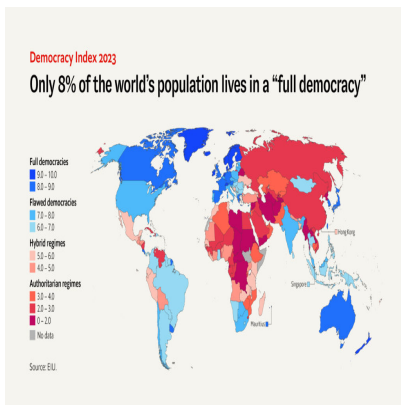 Democracy Index 2023
Only 8% of the world's population lives in a “full democracy”
Full democracies
9.0 – 10.0
8.0 – 9.0
Flawed democracies
7.0 – 8.0
6.0 – 7.0
Hybrid regimes
5.0 – 6.0
4.0 – 5.0
Authoritarian regimes
3.0 – 4.0
2.0 – 3.0
0 – 2.0
No data
Hong Kong
Singapore
Mauritius
Source: EIU.